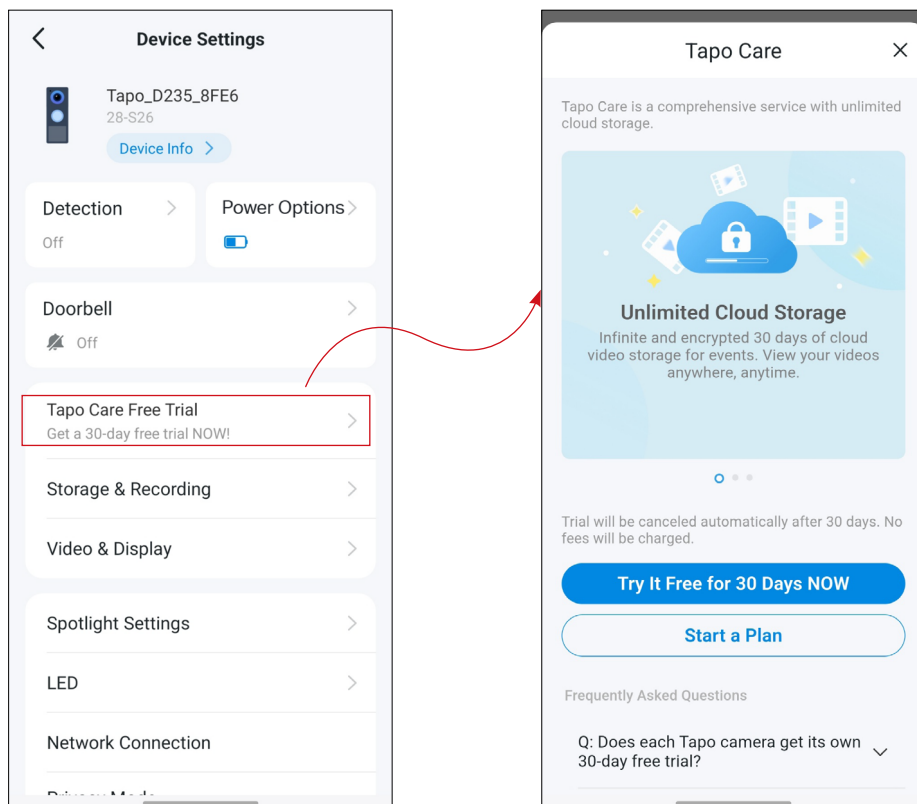 Device Settings
Tapo_D235_8FE6
28-S26
Device Info
Detection
Off
Power Options
Doorbell
Off
Tapo Care Free Trial
Get a 30-day free trial NOW!
Storage & Recording
Video & Display
Spotlight Settings
LED
Network Connection
Privacy Mode
Tapo Care
Tapo Care is a comprehensive service with unlimited
cloud storage.
Unlimited Cloud Storage
Infinite and encrypted 30 days of cloud
video storage for events. View your videos
anywhere, anytime.
Trial will be canceled automatically after 30 days. No
fees will be charged.
Try It Free for 30 Days NOW
Start a Plan
Frequently Asked Questions
Q: Does each Tapo camera get its own
30-day free trial?